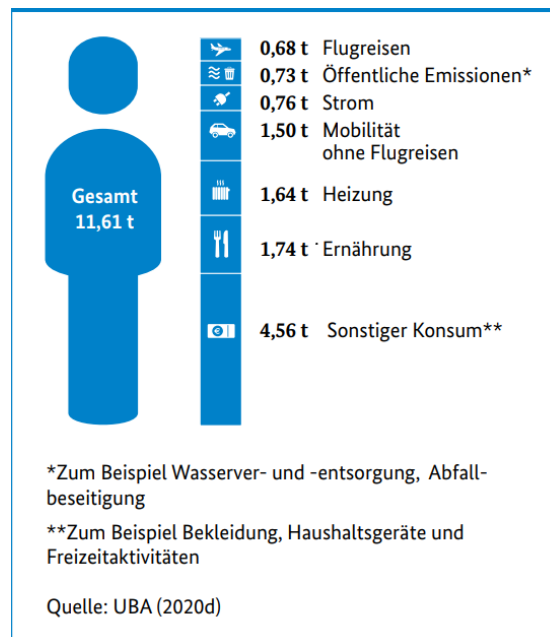 Gesamt
11,61 t
0,68 t Flugreisen
0,73 t Öffentliche Emissionen*
0,76 t Strom
1,50 t Mobilität
ohne Flugreisen
1,64 t Heizung
1,74 t Ernährung
4,56 t Sonstiger Konsum**
*Zum Beispiel Wasserver- und -entsorgung, Abfall-
beseitigung
**Zum Beispiel Bekleidung, Haushaltsgeräte und
Freizeitaktivitäten
Quelle: UBA (2020d)